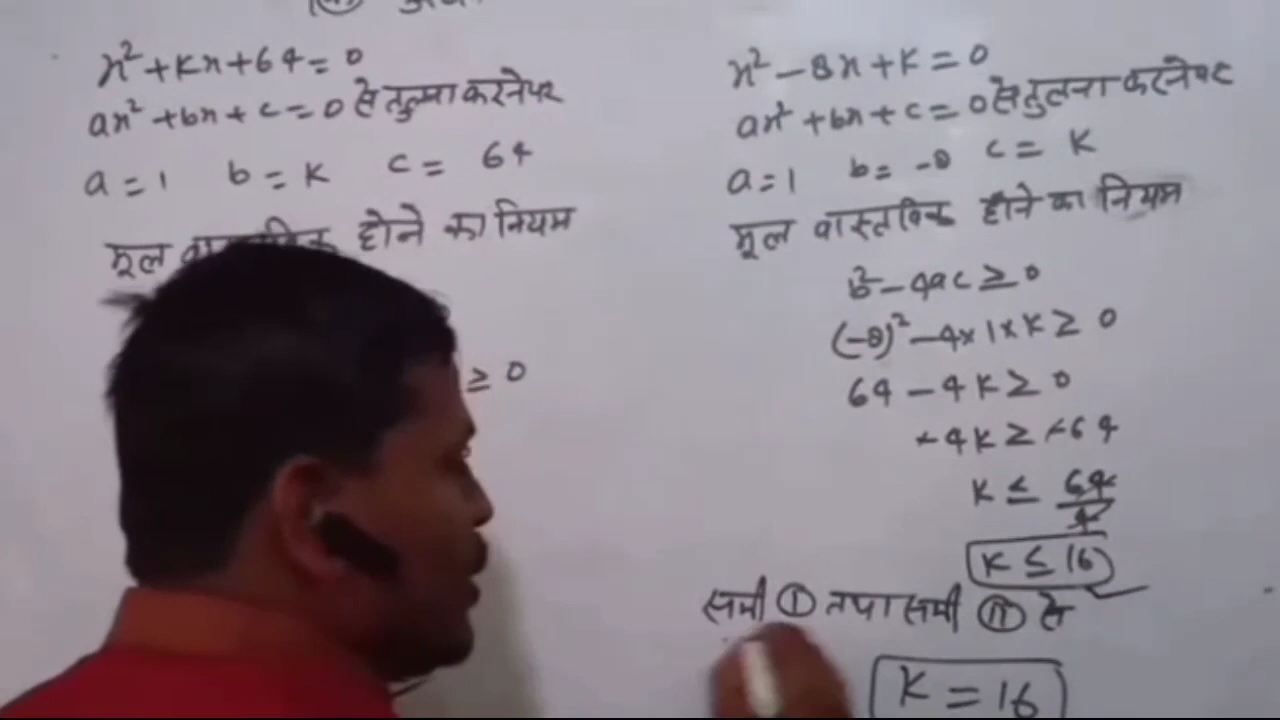 x² + Kx + 64 = 0
ax² + bx + c = 0 से तुलना करनेपर
a = 1 b = K c = 64
मूल होने का नियम
≥ 0
x² - 8x + K = 0
ax² + bx + c = 0 से तुलना करनेपर
a = 1 b = -8 c = K
मूल वास्तविक होने का नियम
b² - 4ac ≥ 0
(-8)² - 4 × 1 × K ≥ 0
64 - 4K ≥ 0
-4K ≥ -64
K ≤ 64/4
K ≤ 16
समी ① तथा समी ② से
K = 16